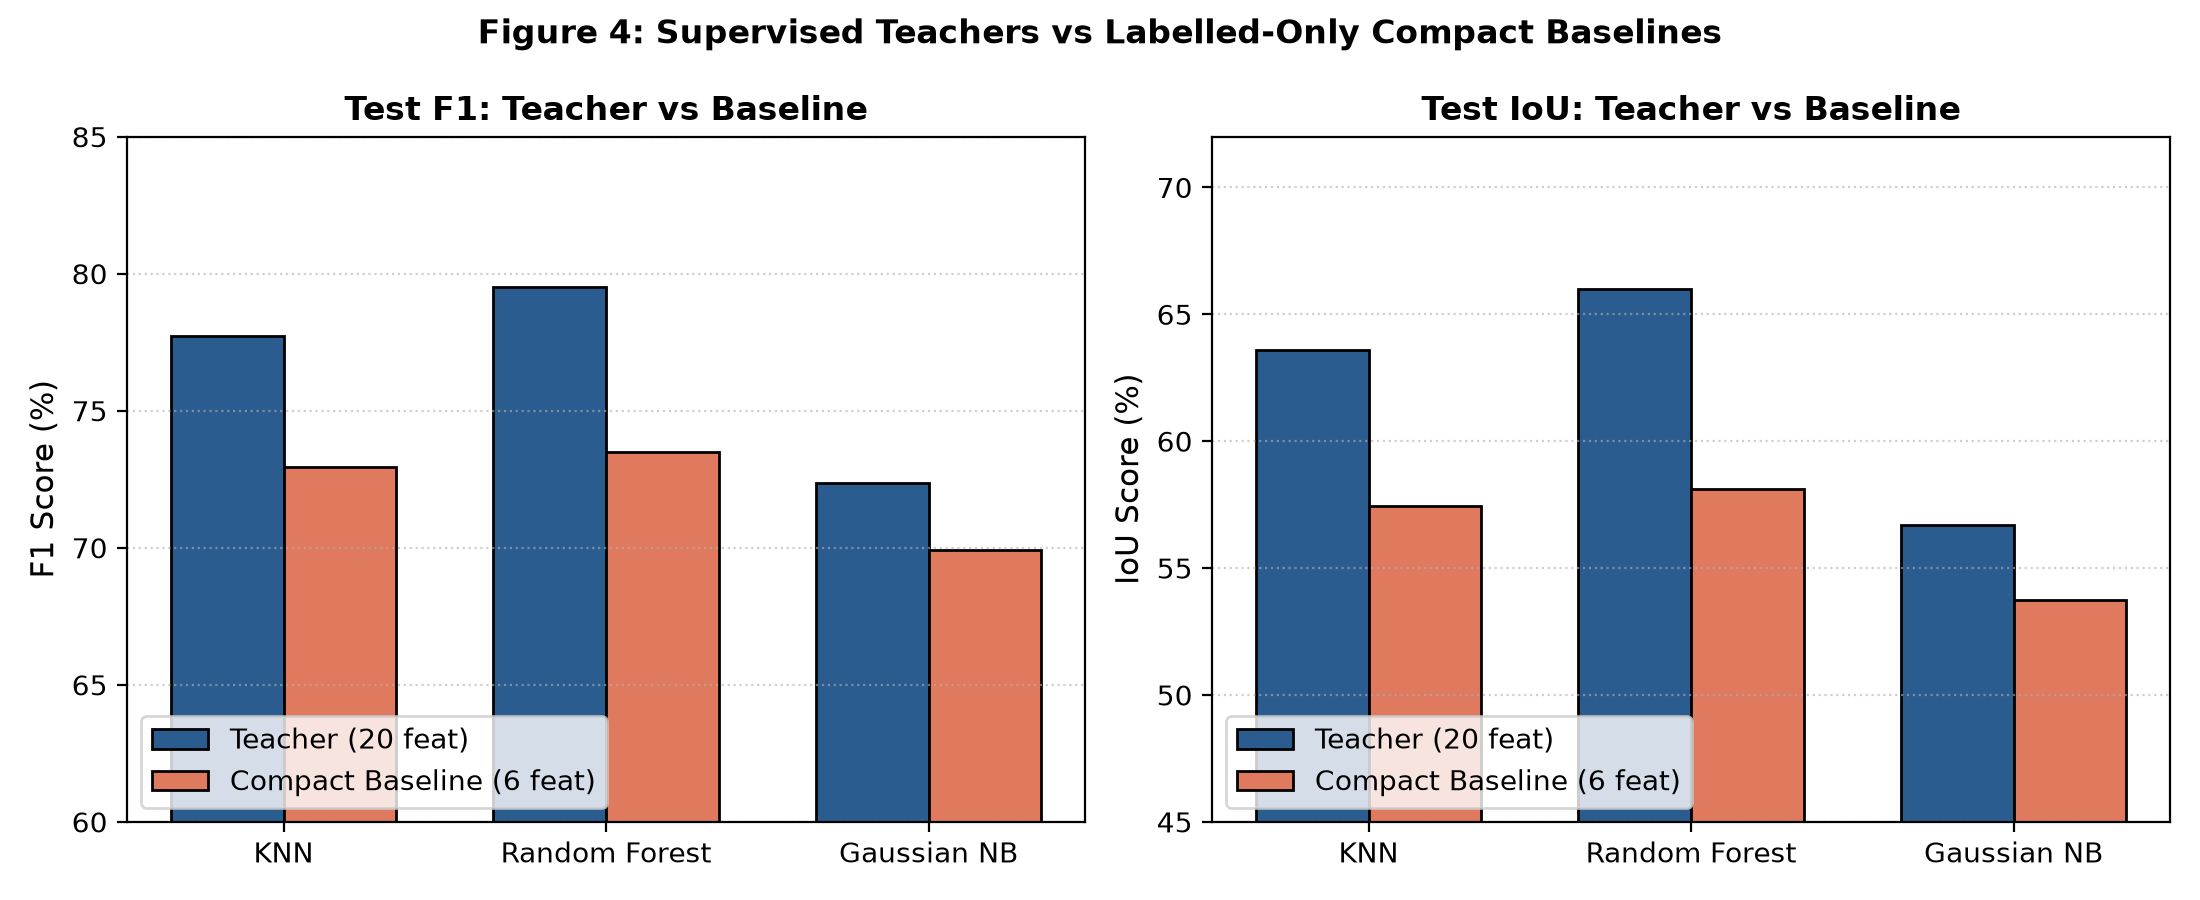 Figure 4: Supervised Teachers vs Labelled-Only Compact Baselines
Test F1: Teacher vs Baseline
F1 Score (%)
85
80
75
70
65
60
Teacher (20 feat)
Compact Baseline (6 feat)
KNN
Random Forest
Gaussian NB
Test IoU: Teacher vs Baseline
IoU Score (%)
70
65
60
55
50
45
Teacher (20 feat)
Compact Baseline (6 feat)
KNN
Random Forest
Gaussian NB